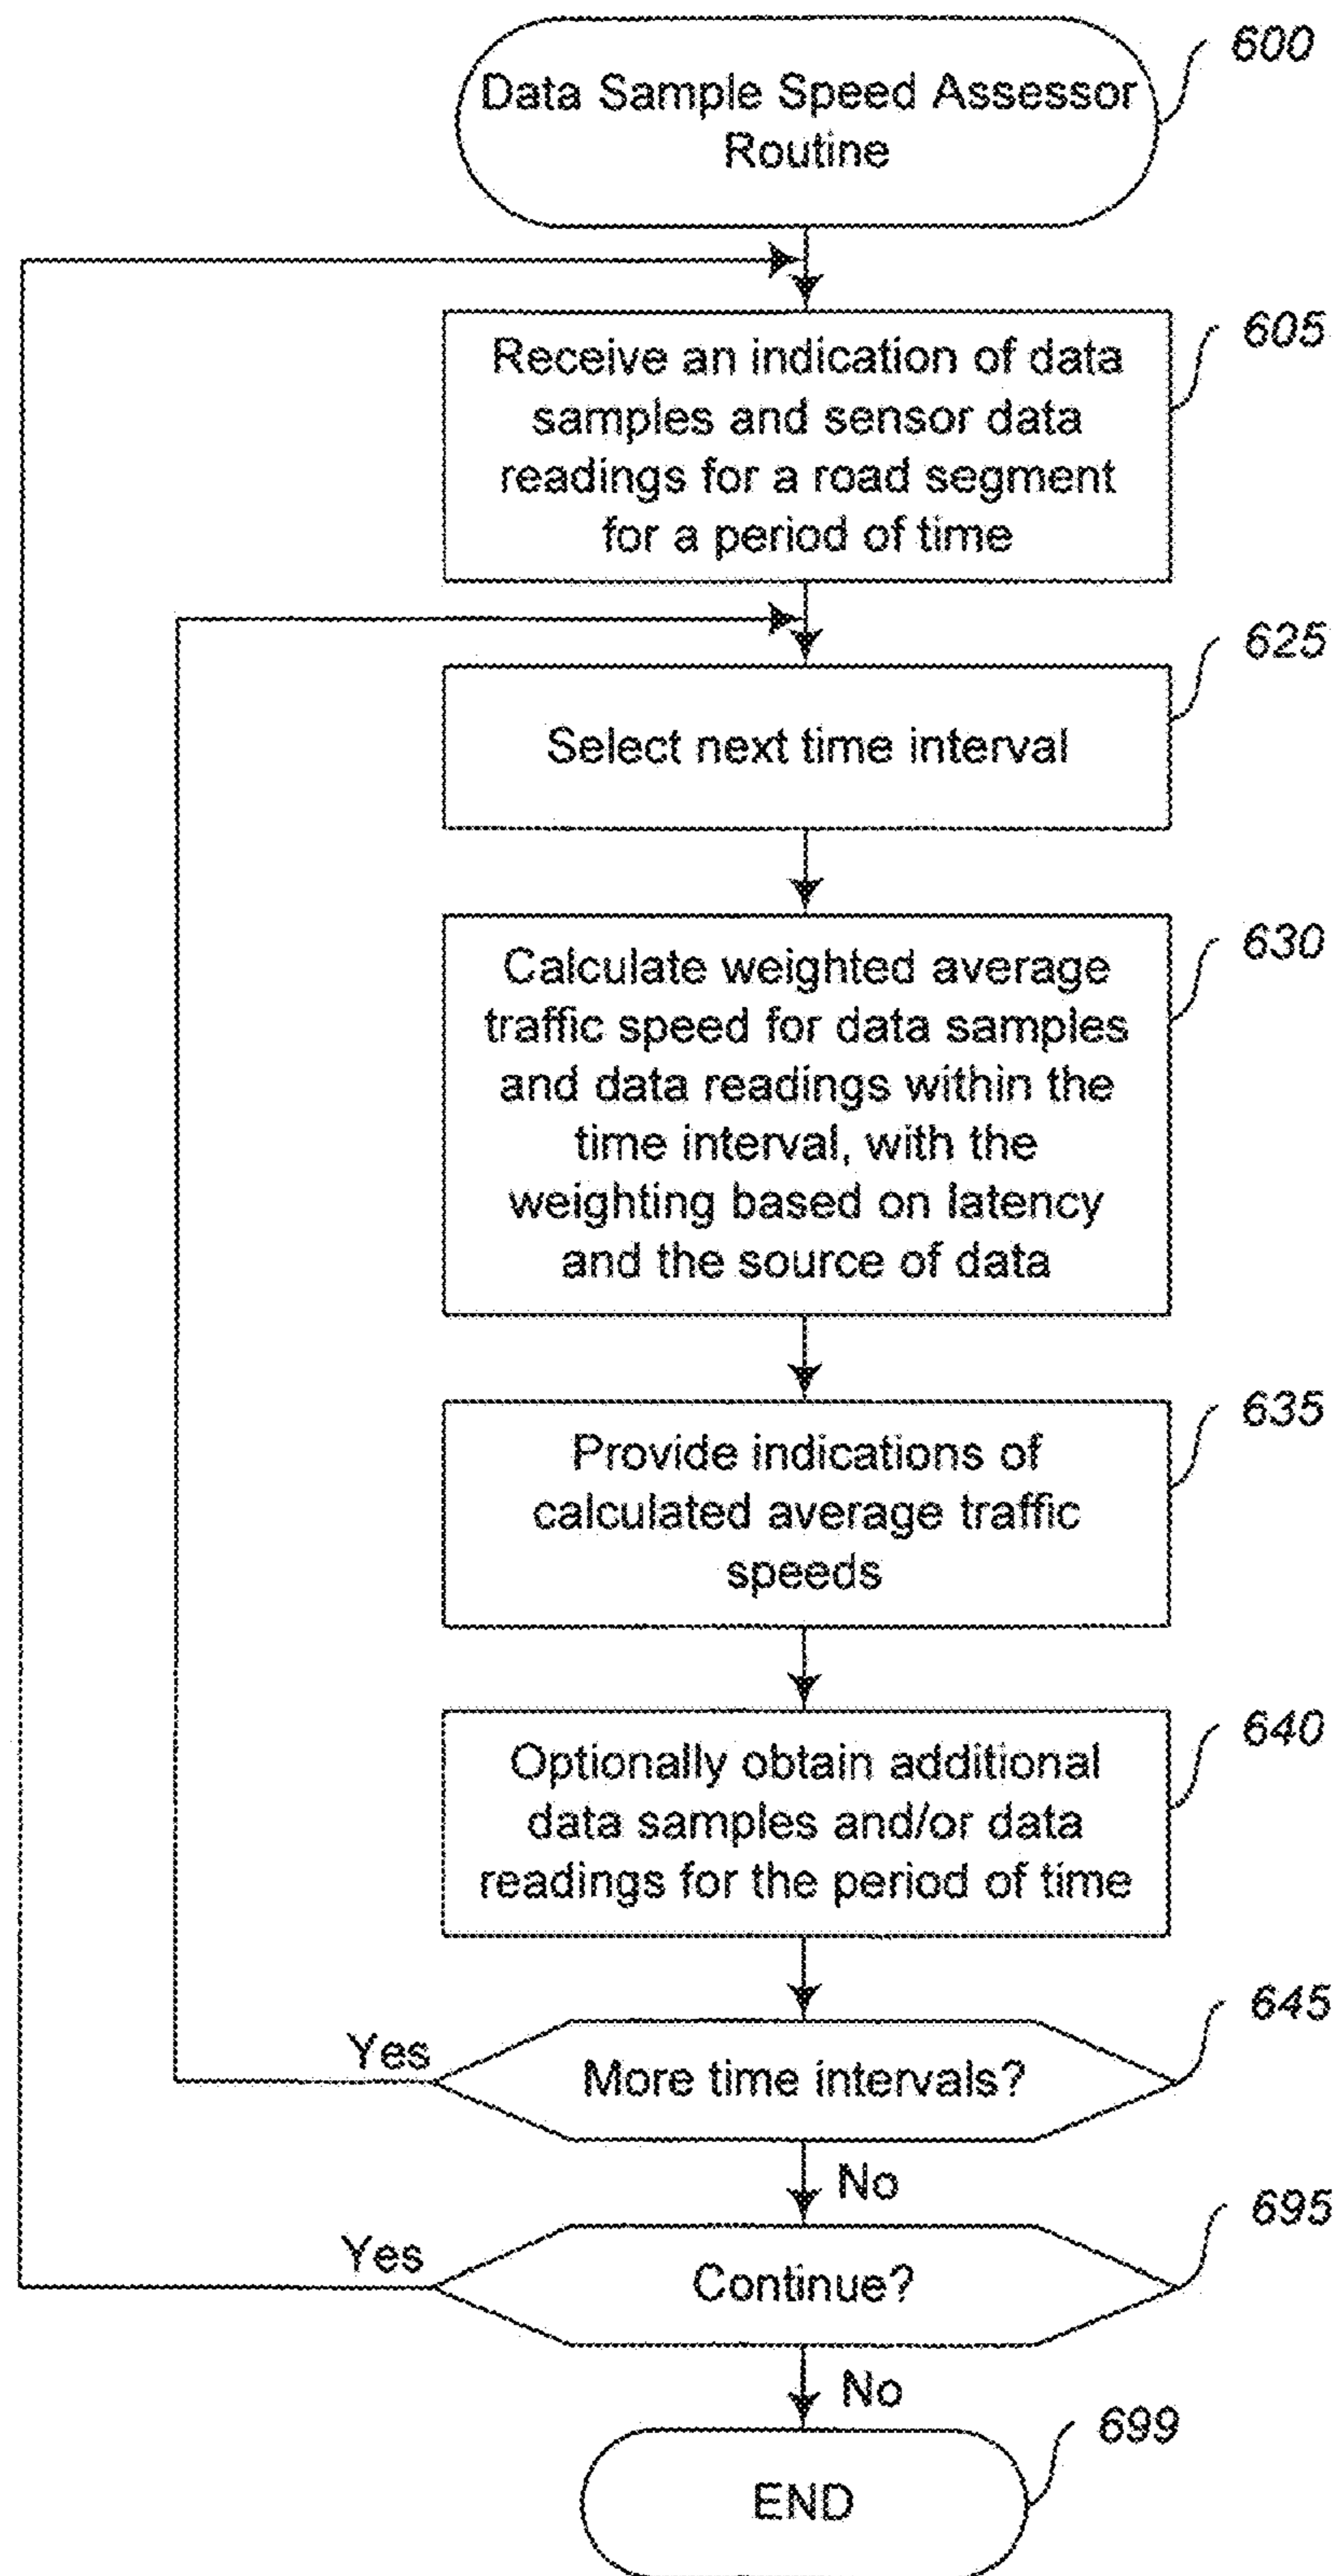 Data Sample Speed Assessor
Routine
600
Receive an indication of data
samples and sensor data
readings for a road segment
for a period of time
605
Select next time interval
625
Calculate weighted average
traffic speed for data samples
and data readings within the
time interval, with the
weighting based on latency
and the source of data
630
Provide indications of
calculated average traffic
speeds
635
Optionally obtain additional
data samples and/or data
readings for the period of time
640
Yes
More time intervals?
645
No
Yes
Continue?
695
No
END
699